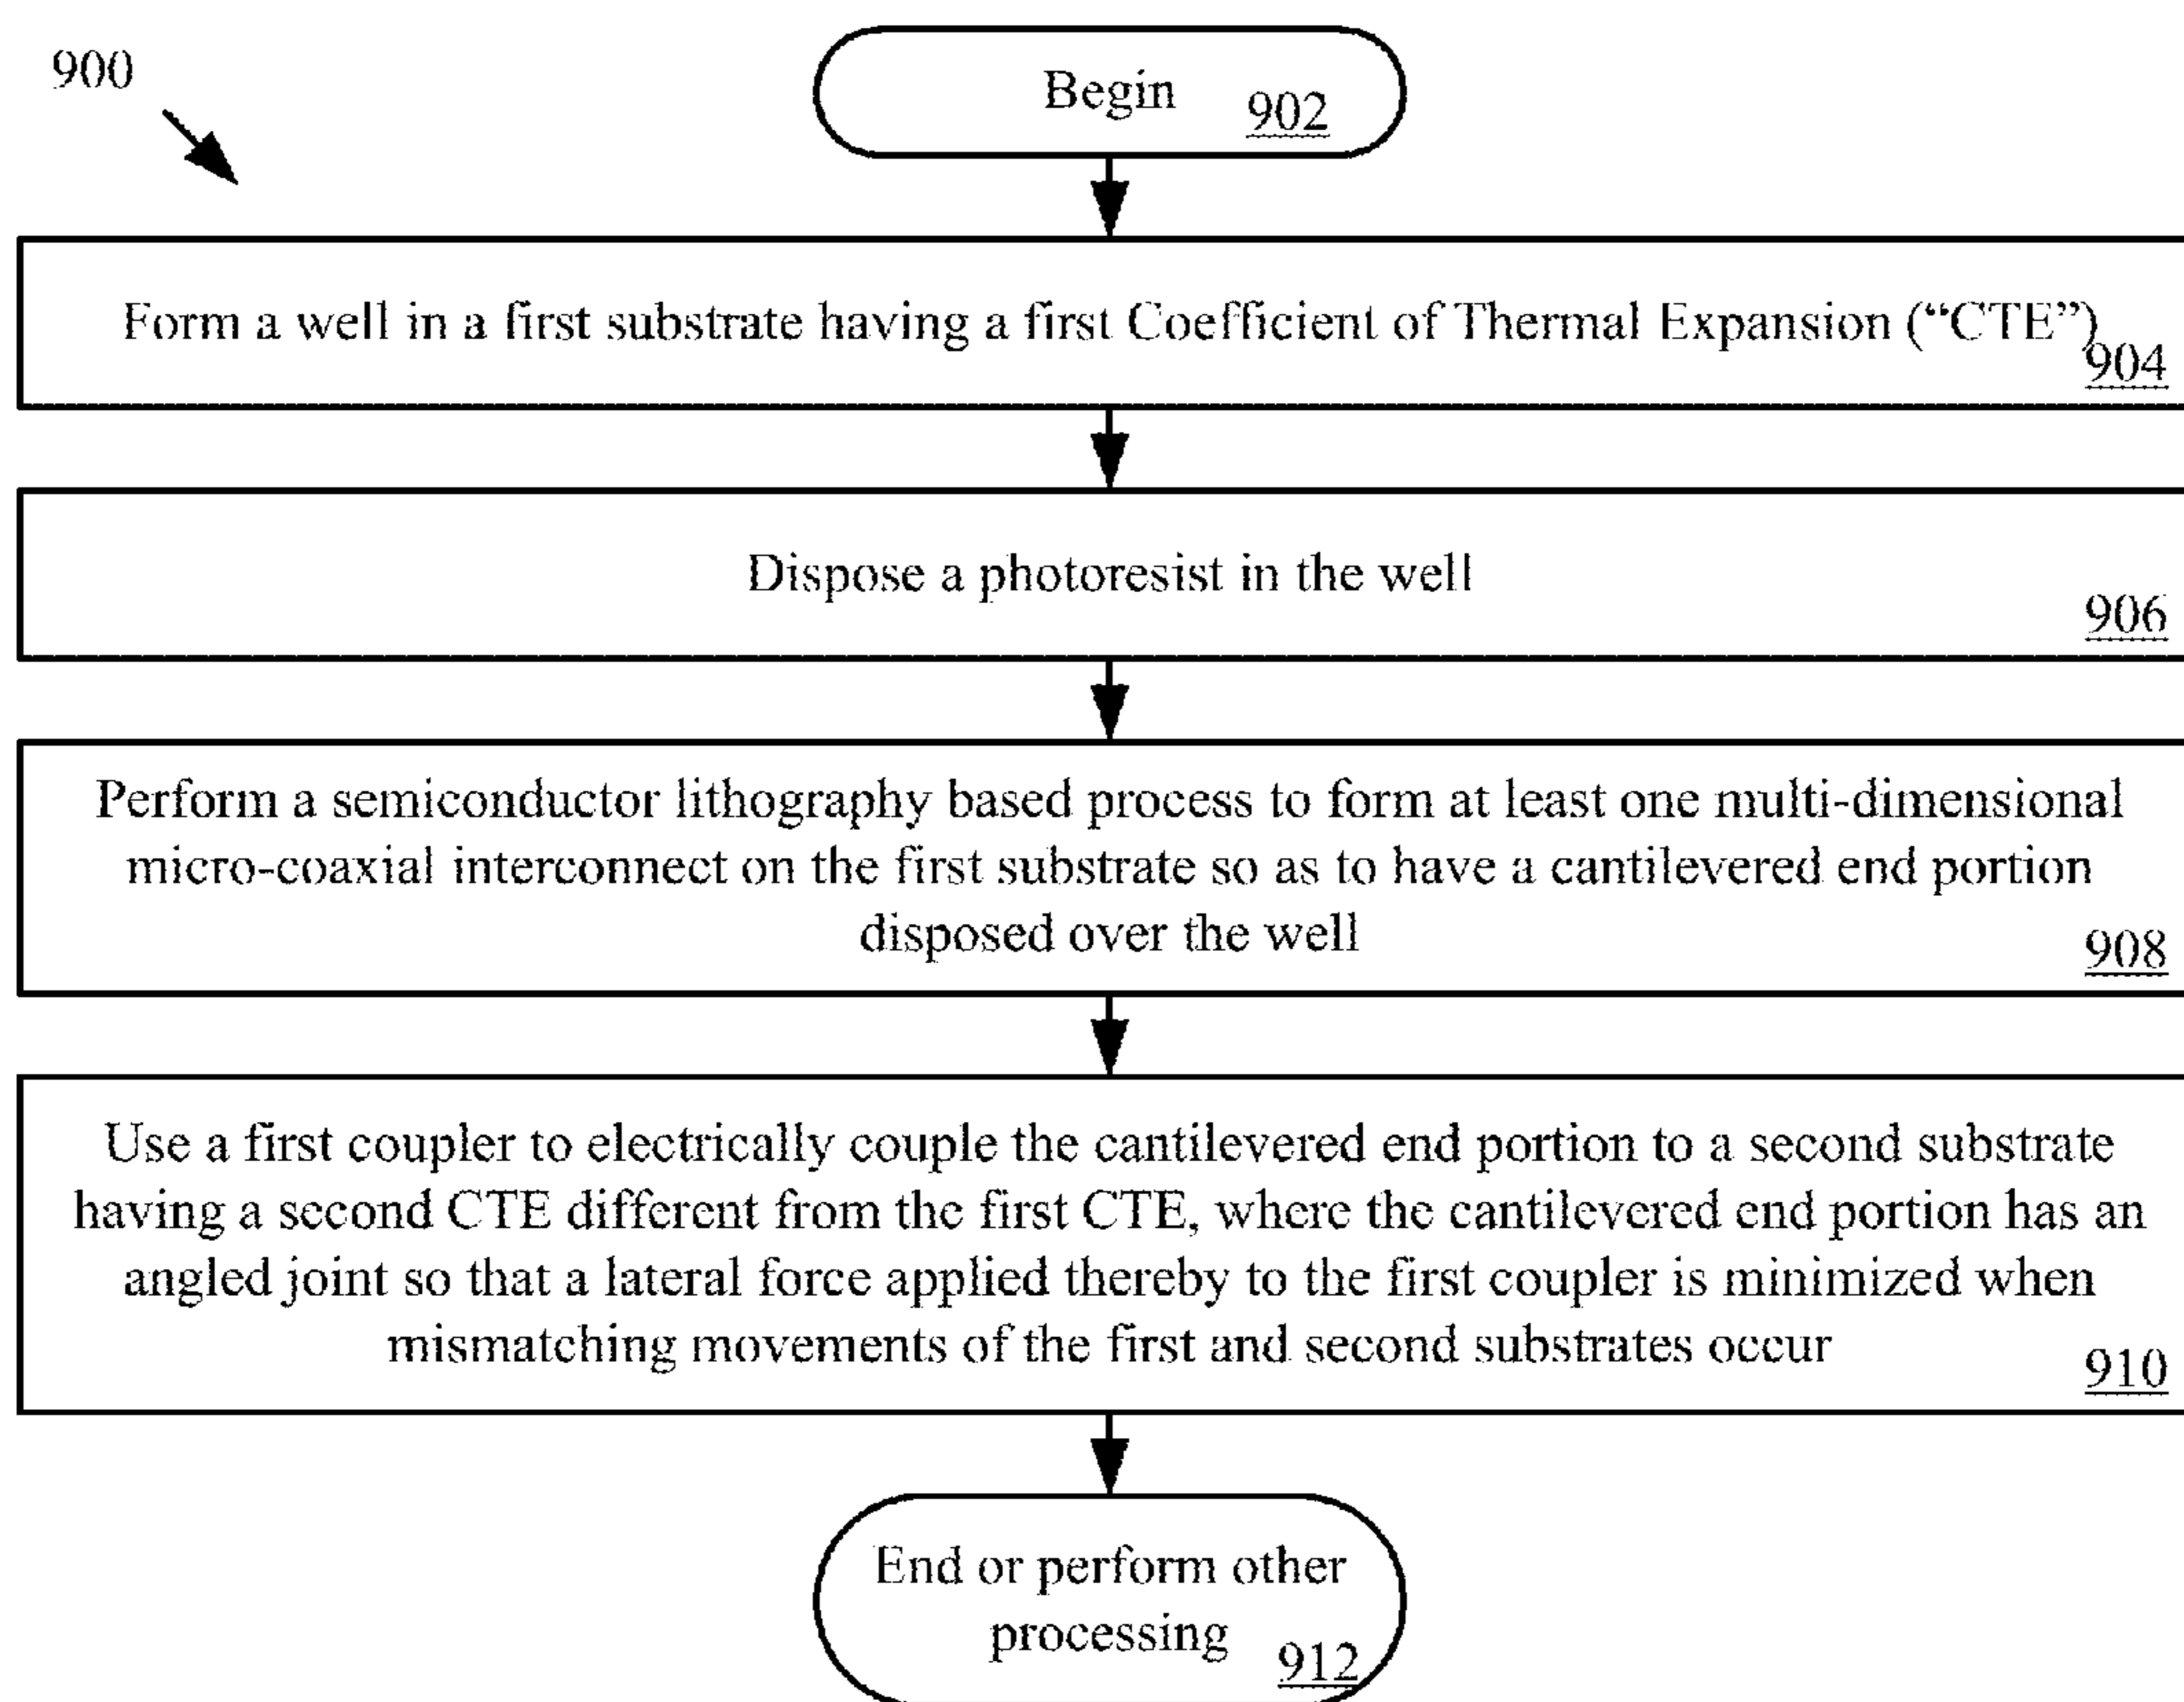 900
Begin
902
Form a well in a first substrate having a first Coefficient of Thermal Expansion (“CTE”)
904
Dispose a photoresist in the well
906
Perform a semiconductor lithography based process to form at least one multi-dimensional
micro-coaxial interconnect on the first substrate so as to have a cantilevered end portion
disposed over the well
908
Use a first coupler to electrically couple the cantilevered end portion to a second substrate
having a second CTE different from the first CTE, where the cantilevered end portion has an
angled joint so that a lateral force applied thereby to the first coupler is minimized when
mismatching movements of the first and second substrates occur
910
End or perform other
processing
912